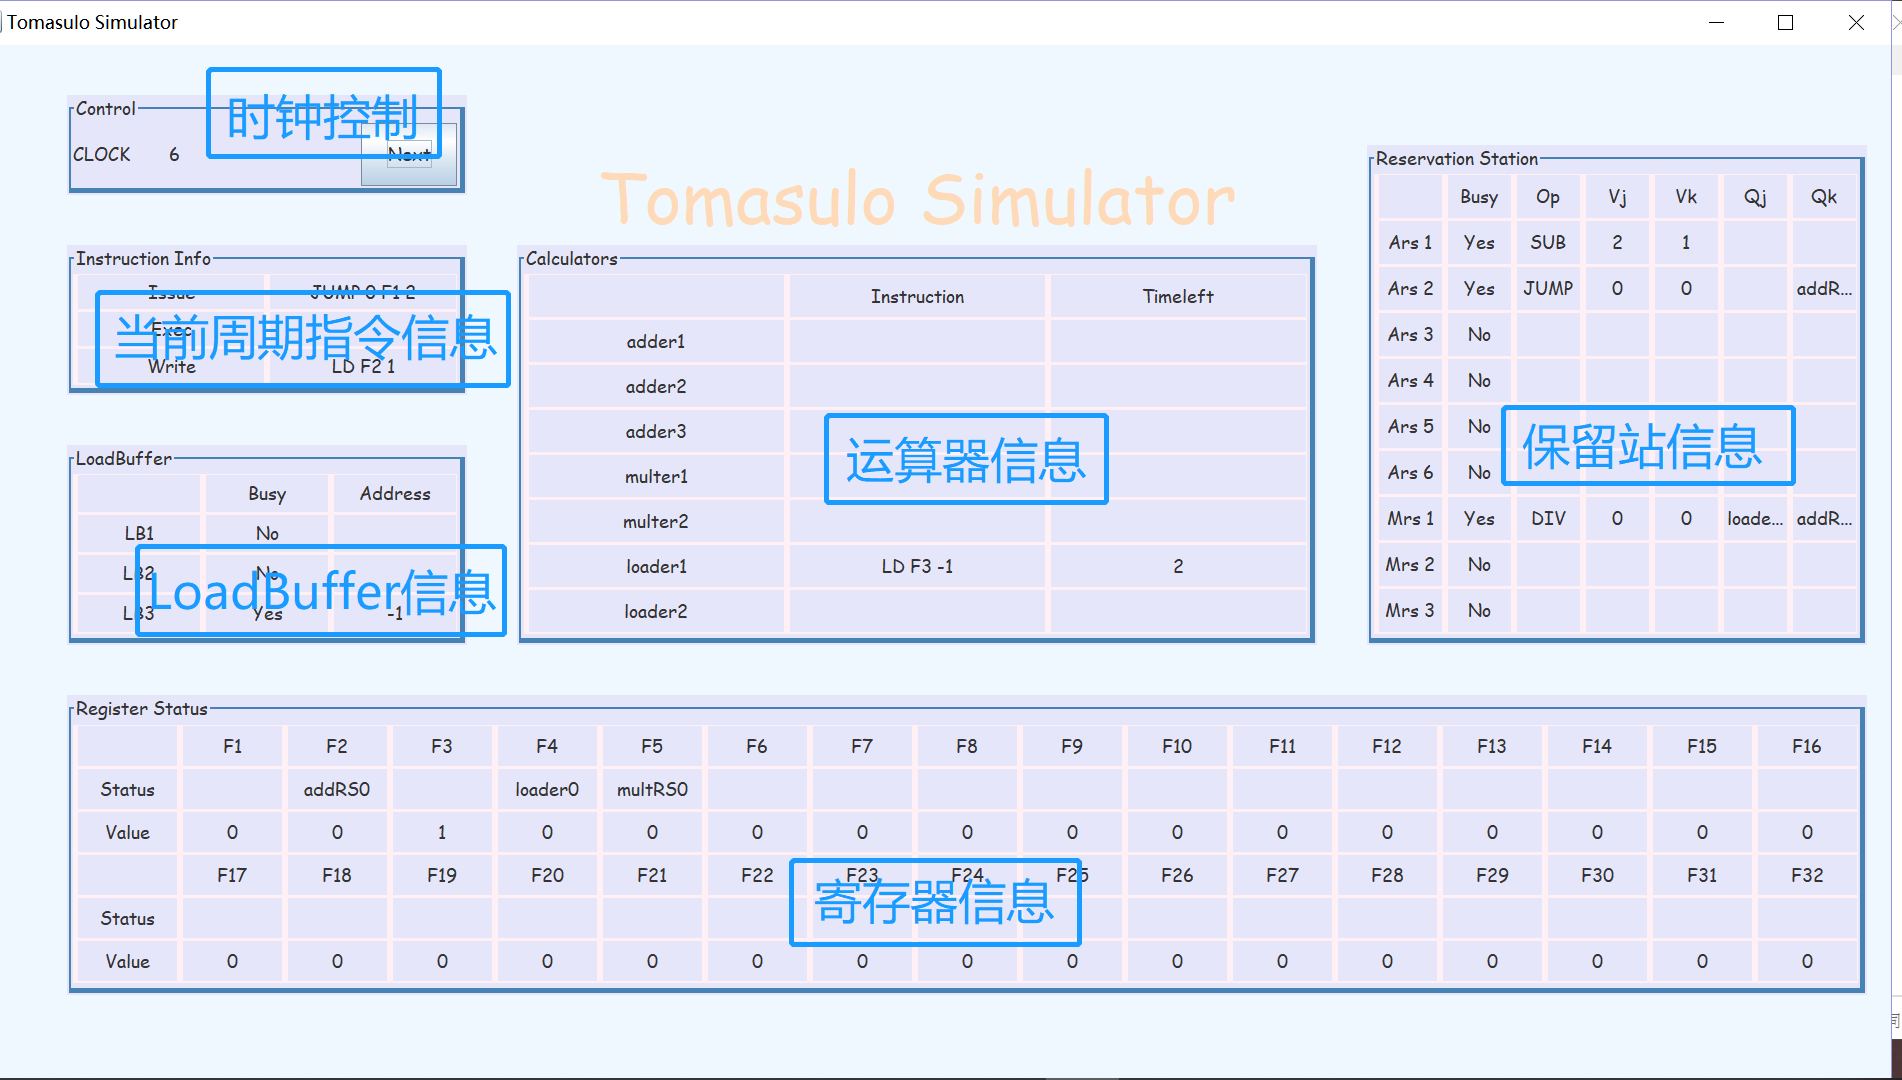 Tomasulo Simulator
Control
时钟控制
CLOCK 6 Next
Tomasulo Simulator
Instruction Info
Issue JUMP 0 F1 2
Exec
当前周期指令信息
Write LD F2 1
LoadBuffer
Busy Address
LB1 No
LB2 No
LoadBuffer信息
LB3 Yes -1
Calculators
Instruction Timeleft
adder1
adder2
adder3
运算器信息
multer1
multer2
loader1 LD F3 -1 2
loader2
Reservation Station
Busy Op Vj Vk Qj Qk
Ars 1 Yes SUB 2 1
Ars 2 Yes JUMP 0 0 addR...
Ars 3 No
Ars 4 No
Ars 5 No
保留站信息
Ars 6 No
Mrs 1 Yes DIV 0 0 loade... addR...
Mrs 2 No
Mrs 3 No
Register Status
F1 F2 F3 F4 F5 F6 F7 F8 F9 F10 F11 F12 F13 F14 F15 F16
Status addRS0 loader0 multRS0
Value 0 0 1 0 0 0 0 0 0 0 0 0 0 0 0 0
F17 F18 F19 F20 F21 F22 F23 F24 F25 F26 F27 F28 F29 F30 F31 F32
寄存器信息
Status
Value 0 0 0 0 0 0 0 0 0 0 0 0 0 0 0 0